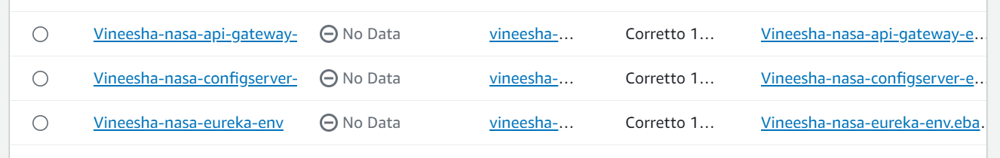 Vineesha-nasa-api-gateway- No Data vineesha-... Corretto 1... Vineesha-nasa-api-gateway-e...
Vineesha-nasa-configserver- No Data vineesha-... Corretto 1... Vineesha-nasa-configserver-e...
Vineesha-nasa-eureka-env No Data vineesha-... Corretto 1... Vineesha-nasa-eureka-env.eba.